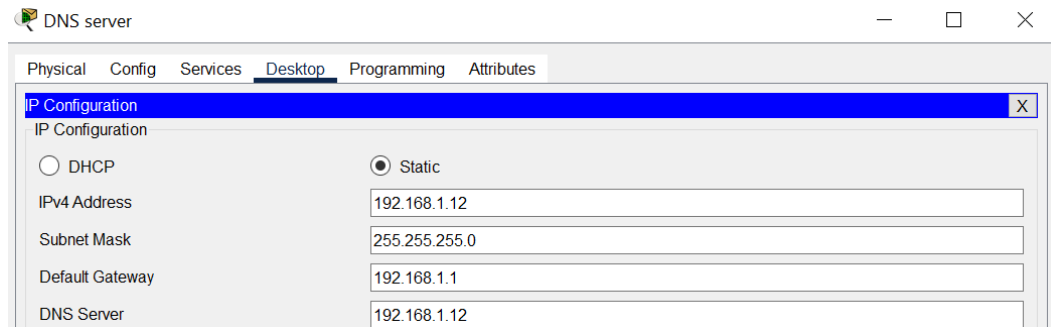 DNS server
Physical Config Services Desktop Programming Attributes
IP Configuration X
IP Configuration
DHCP Static
IPv4 Address 192.168.1.12
Subnet Mask 255.255.255.0
Default Gateway 192.168.1.1
DNS Server 192.168.1.12